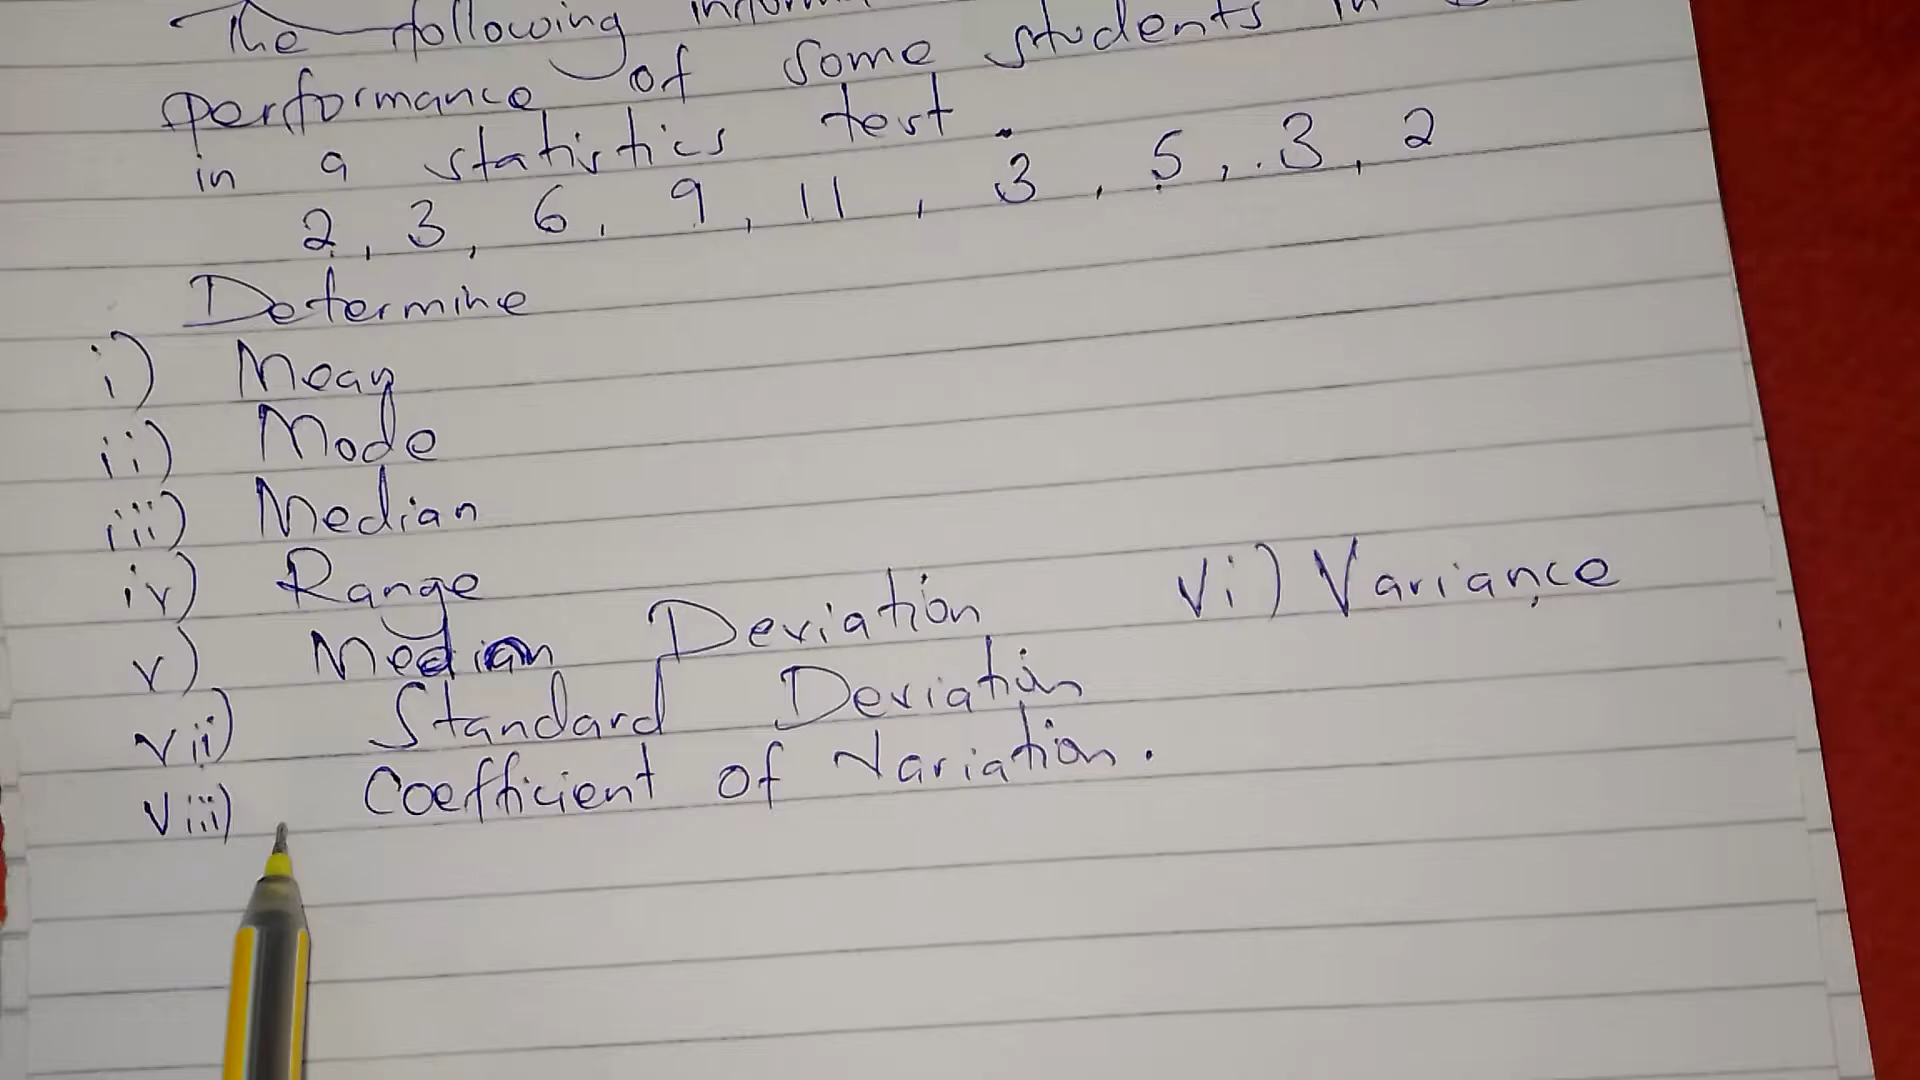 The following
performance of some students in
in a statistics test.
2, 3, 6, 9, 11, 3, 5, 3, 2
Determine
i) Mean
ii) Mode
iii) Median
iv) Range
v) Median Deviation vi) Variance
vii) Standard Deviation
viii) Coefficient of Variation.